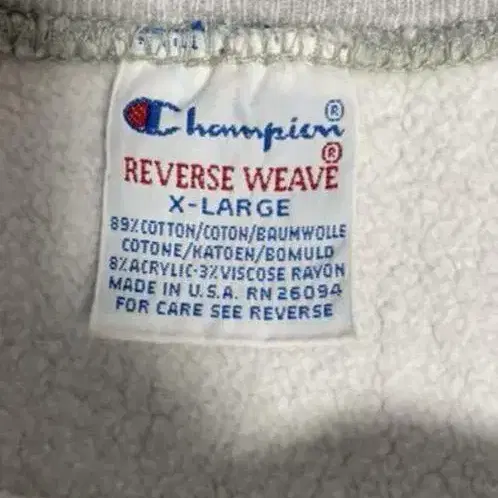 Champion®
REVERSE WEAVE®
X-LARGE
89% COTTON/COTON/BAUMWOLLE
COTONE/KATOEN/BOMULD
8% ACRYLIC-3% VISCOSE RAYON
MADE IN U.S.A. RN 26094
FOR CARE SEE REVERSE